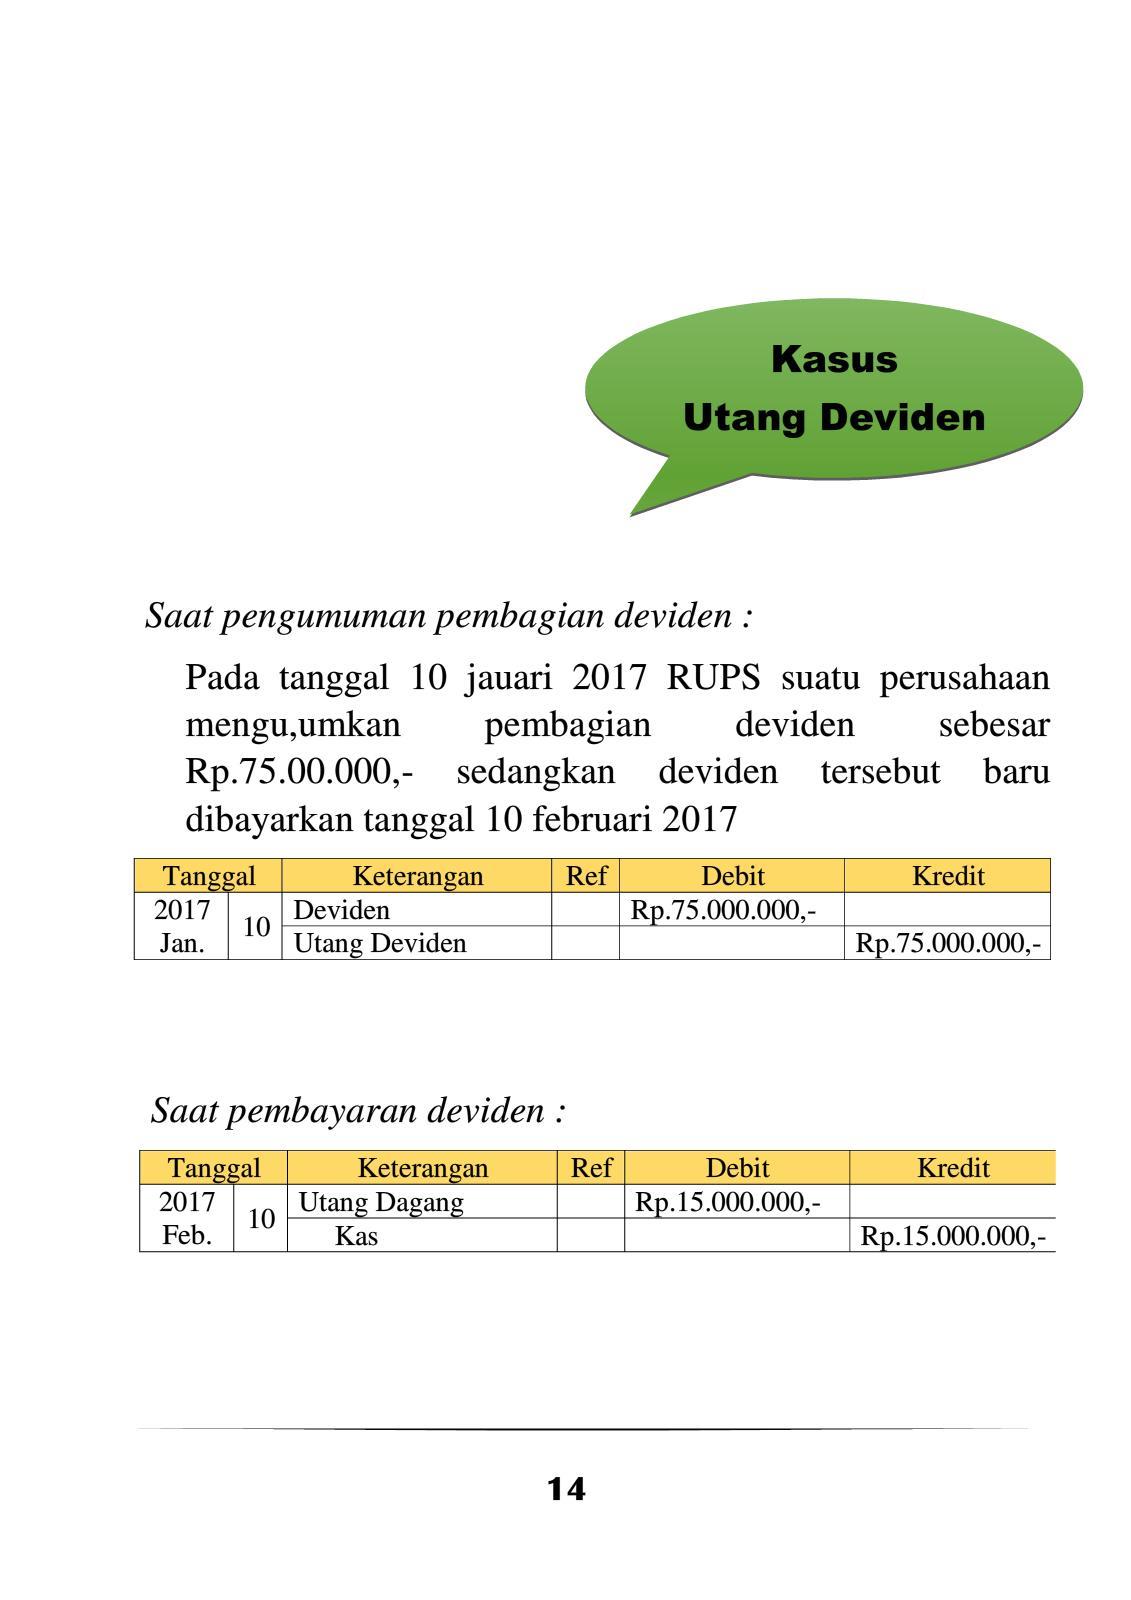 Kasus
Utang Deviden
Saat pengumuman pembagian deviden :
Pada tanggal 10 jauari 2017 RUPS suatu perusahaan
mengu,umkan pembagian deviden sebesar
Rp.75.00.000,- sedangkan deviden tersebut baru
dibayarkan tanggal 10 februari 2017
Tanggal Keterangan Ref Debit Kredit
2017 Jan. 10 Deviden Rp.75.000.000,-
Utang Deviden Rp.75.000.000,-
Saat pembayaran deviden :
Tanggal Keterangan Ref Debit Kredit
2017 Feb. 10 Utang Dagang Rp.15.000.000,-
Kas Rp.15.000.000,-
14